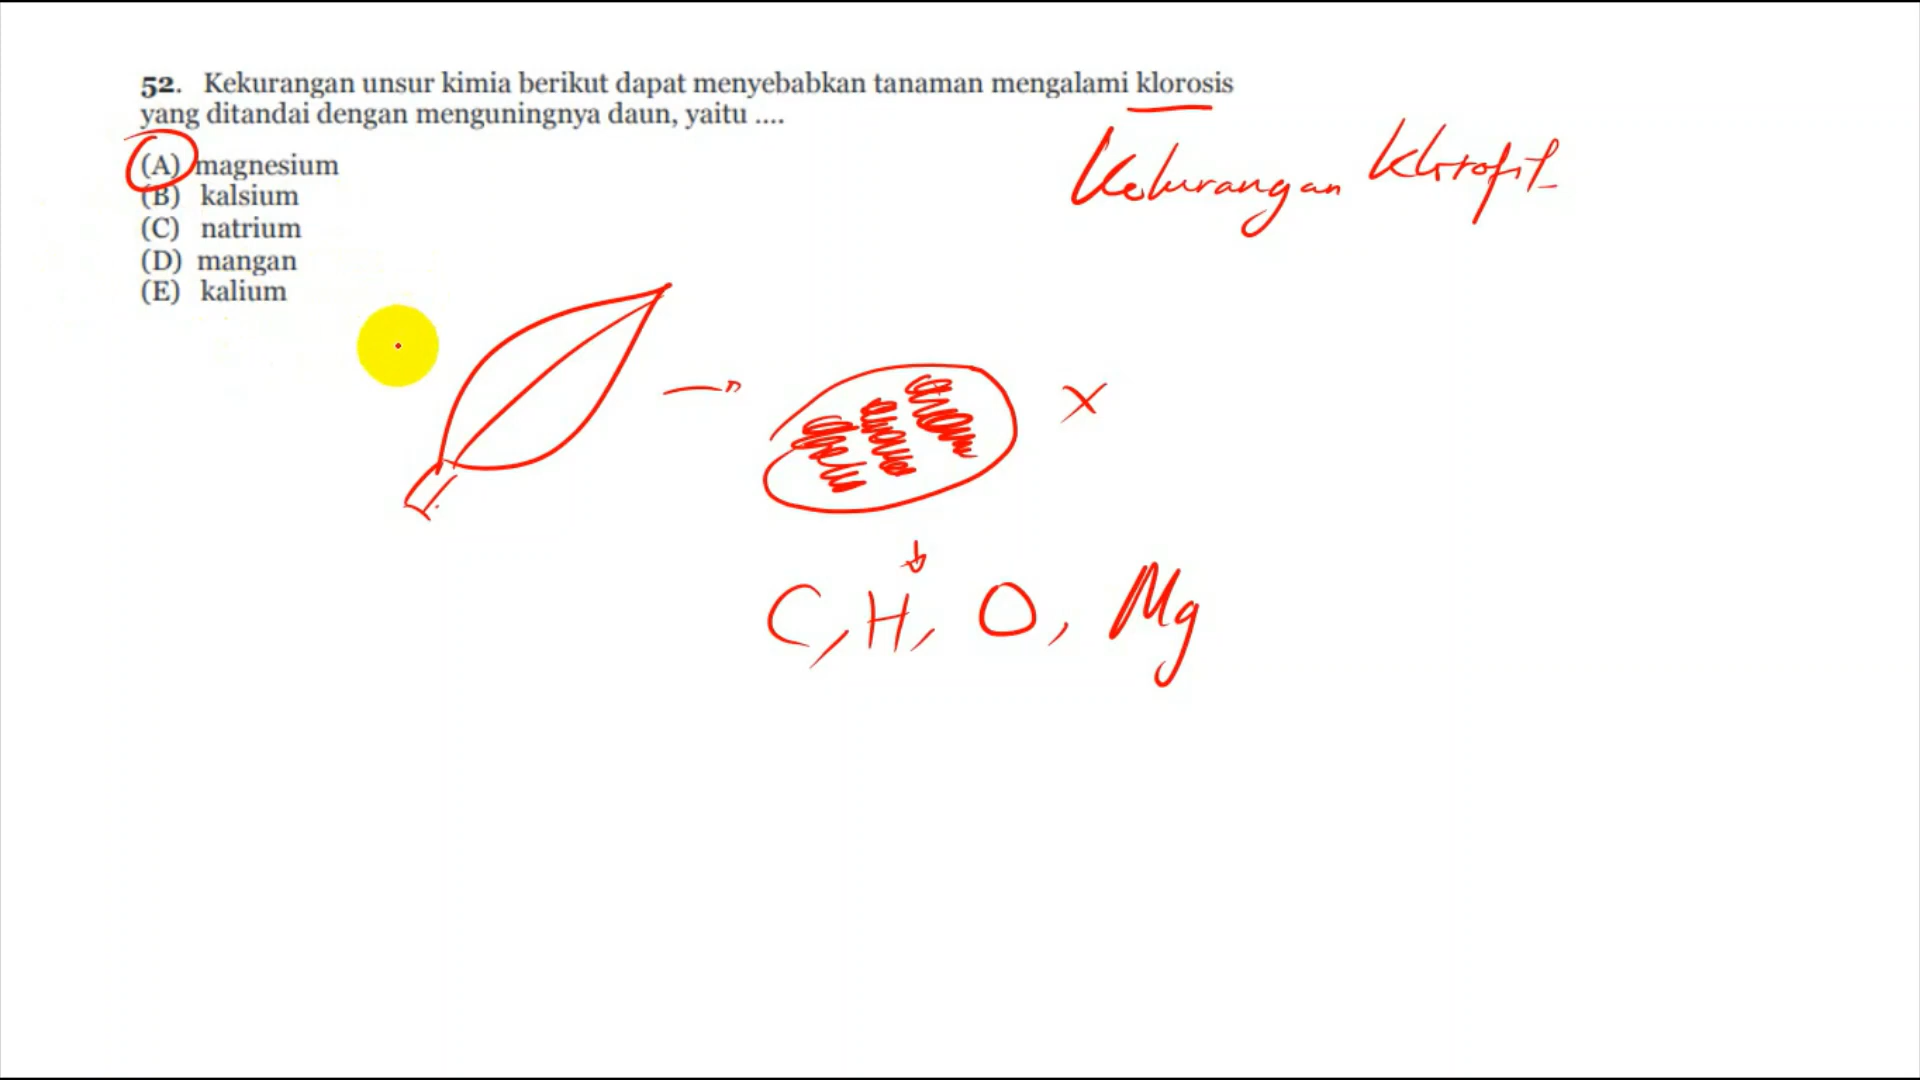 52. Kekurangan unsur kimia berikut dapat menyebabkan tanaman mengalami klorosis
yang ditandai dengan menguningnya daun, yaitu ....
(A) magnesium
(B) kalsium
(C) natrium
(D) mangan
(E) kalium
Kekurangan klorofil
x
C, H, O, Mg